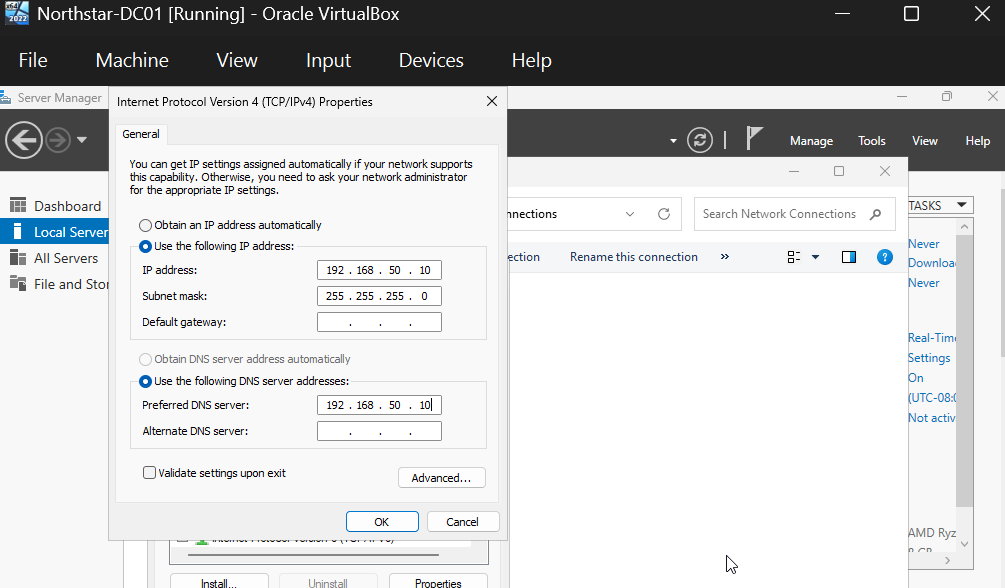 x64
2022
Northstar-DC01 [Running] - Oracle VirtualBox
File Machine View Input Devices Help
Server Manager
Internet Protocol Version 4 (TCP/IPv4) Properties
Manage Tools View Help
General
You can get IP settings assigned automatically if your network supports
this capability. Otherwise, you need to ask your network administrator
for the appropriate IP settings.
Obtain an IP address automatically
Use the following IP address:
IP address: 192 . 168 . 50 . 10
Subnet mask: 255 . 255 . 255 . 0
Default gateway: . . .
Obtain DNS server address automatically
Use the following DNS server addresses:
Preferred DNS server: 192 . 168 . 50 . 10
Alternate DNS server: . . .
Validate settings upon exit
Advanced...
OK Cancel
Dashboard
Local Server
All Servers
File and Stor
nnections
Search Network Connections
ection Rename this connection »
?
TASKS
Never
Downloa
Never
Real-Time
Settings
On
(UTC-08:0
Not activ
AMD Ryz
Install... Uninstall Properties